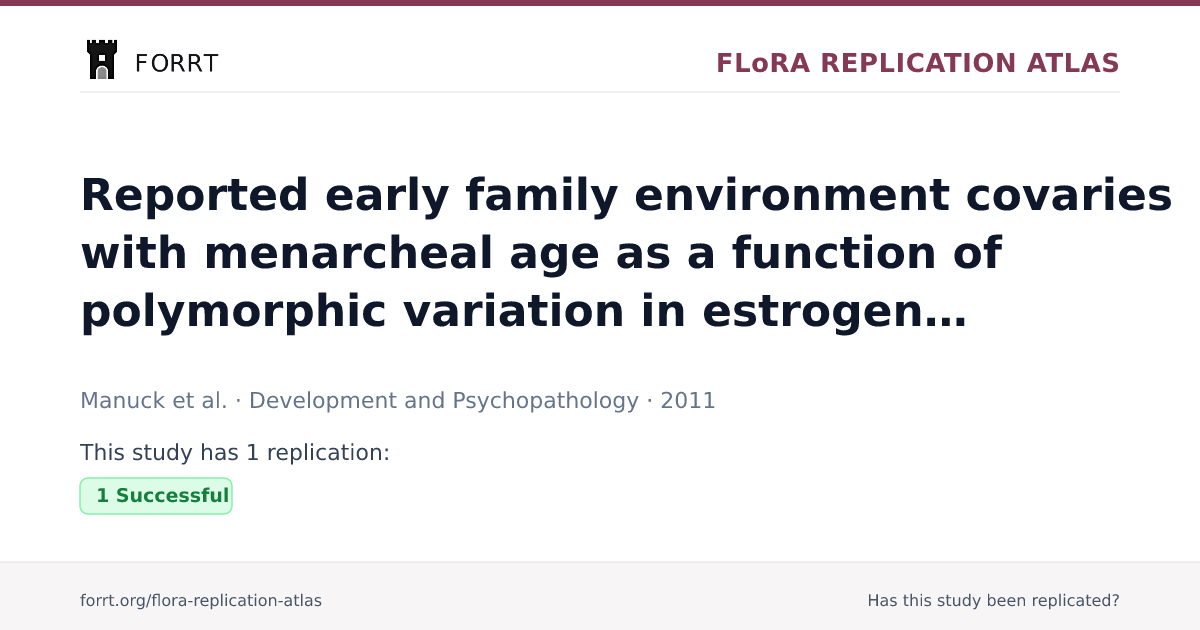 FORRT
FLoRA REPLICATION ATLAS
Reported early family environment covaries
with menarcheal age as a function of
polymorphic variation in estrogen…
Manuck et al. · Development and Psychopathology · 2011
This study has 1 replication:
1 Successful
forrt.org/flora-replication-atlas
Has this study been replicated?